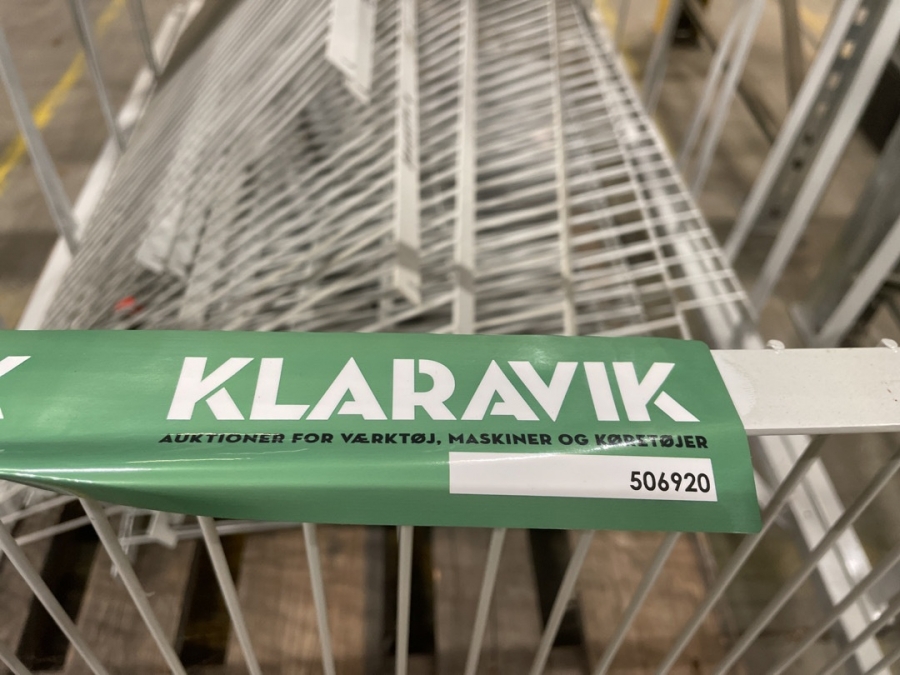 KLARAVIK
AUKTIONER FOR VÆRKTØJ, MASKINER OG KØRETØJER
506920